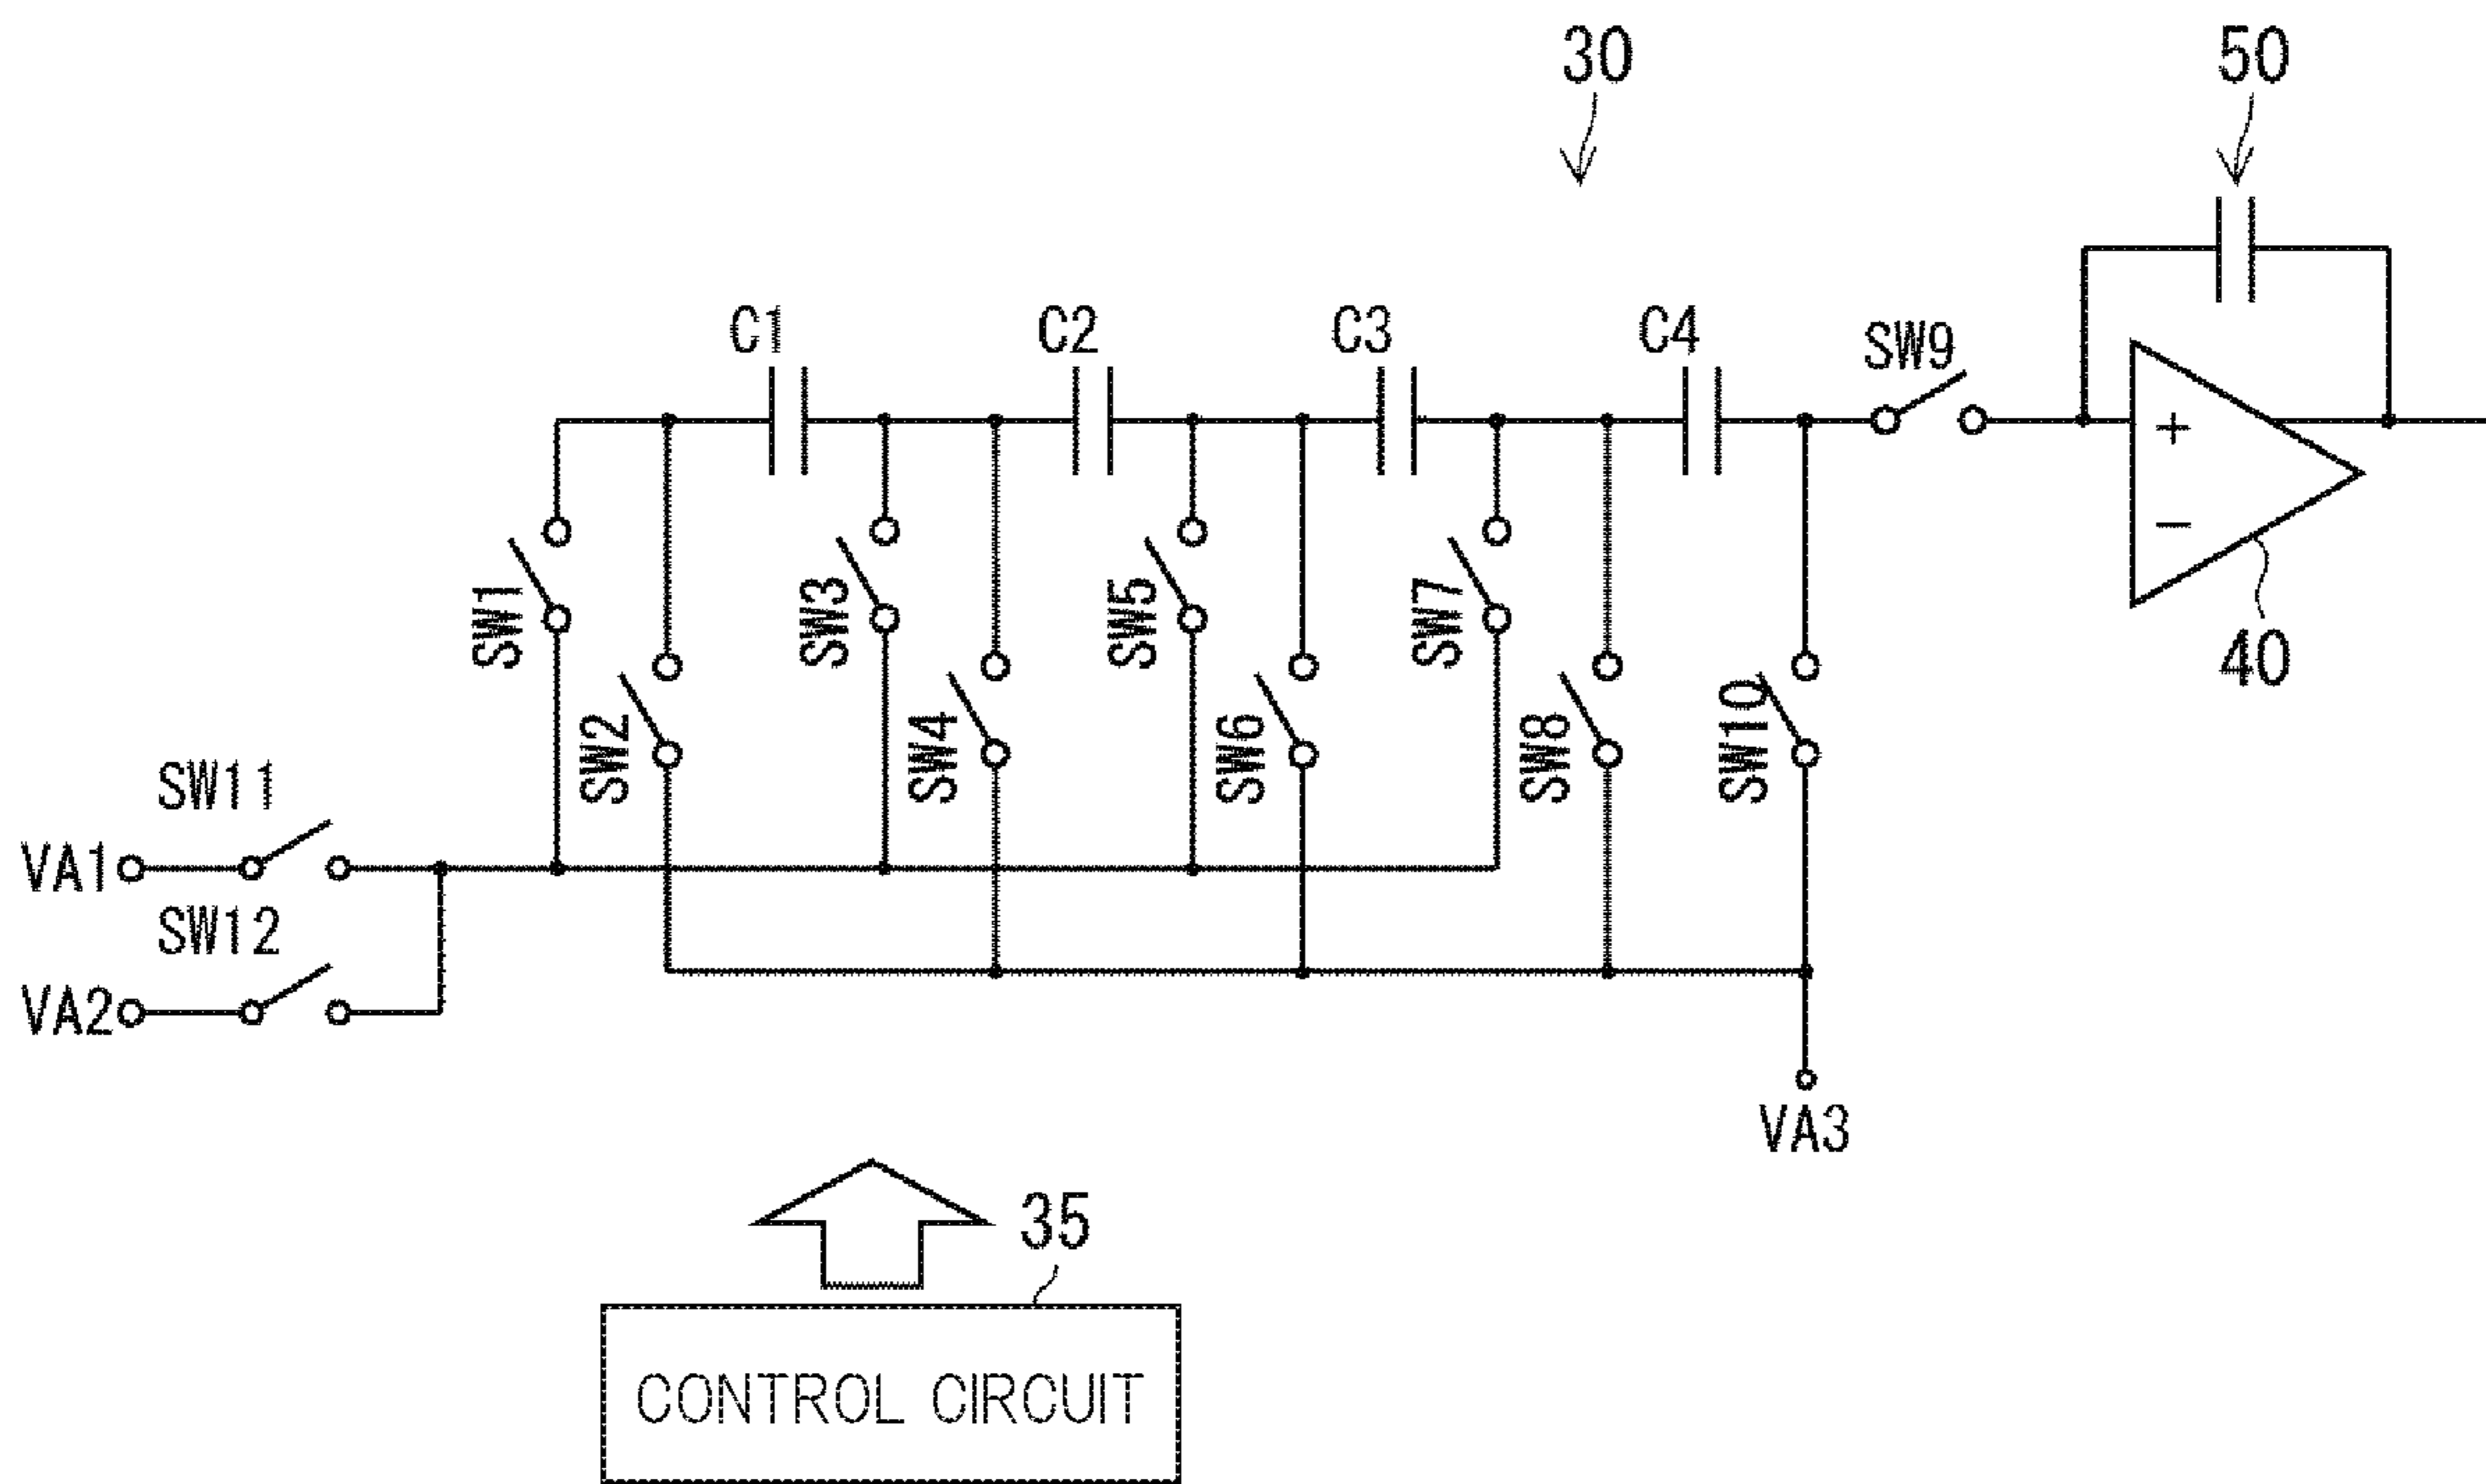 30
50
C1
C2
C3
C4
SW9
+
−
40
SW1
SW2
SW3
SW4
SW5
SW6
SW7
SW8
SW10
SW11
VA1
SW12
VA2
VA3
35
CONTROL CIRCUIT